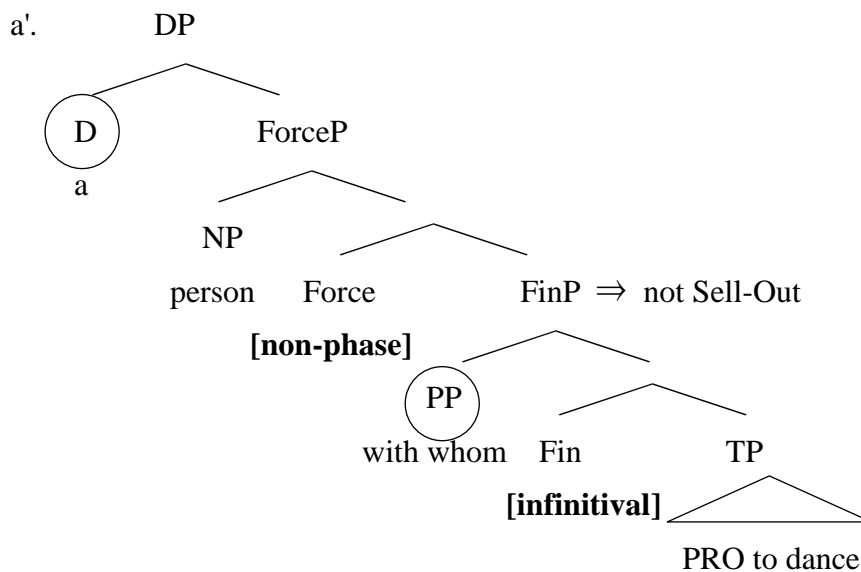 a'. DP
D ForceP
a
NP
person Force FinP ⇒ not Sell-Out
[non-phase]
PP
with whom Fin TP
[infinitival]
PRO to dance